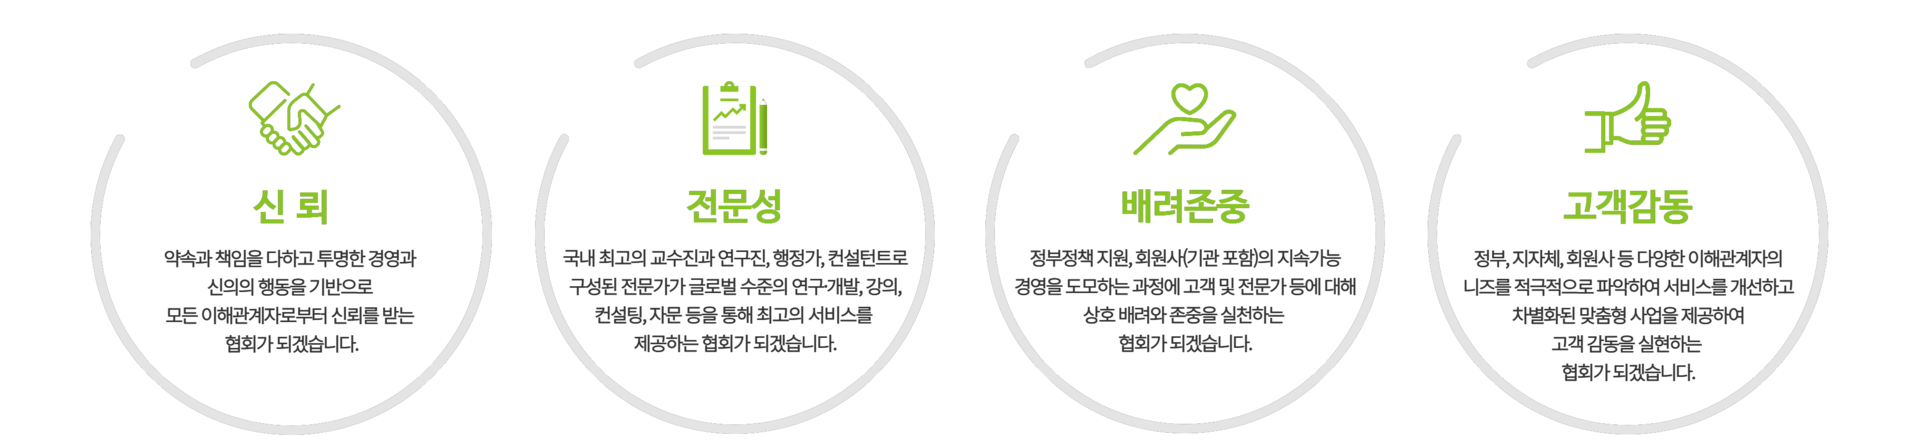 신 뢰
약속과 책임을 다하고 투명한 경영과
신의의 행동을 기반으로
모든 이해관계자로부터 신뢰를 받는
협회가 되겠습니다.
전문성
국내 최고의 교수진과 연구진, 행정가, 컨설턴트로
구성된 전문가가 글로벌 수준의 연구·개발, 강의,
컨설팅, 자문 등을 통해 최고의 서비스를
제공하는 협회가 되겠습니다.
배려존중
정부정책 지원, 회원사(기관 포함)의 지속가능
경영을 도모하는 과정에 고객 및 전문가 등에 대해
상호 배려와 존중을 실천하는
협회가 되겠습니다.
고객감동
정부, 지자체, 회원사 등 다양한 이해관계자의
니즈를 적극적으로 파악하여 서비스를 개선하고
차별화된 맞춤형 사업을 제공하여
고객 감동을 실현하는
협회가 되겠습니다.